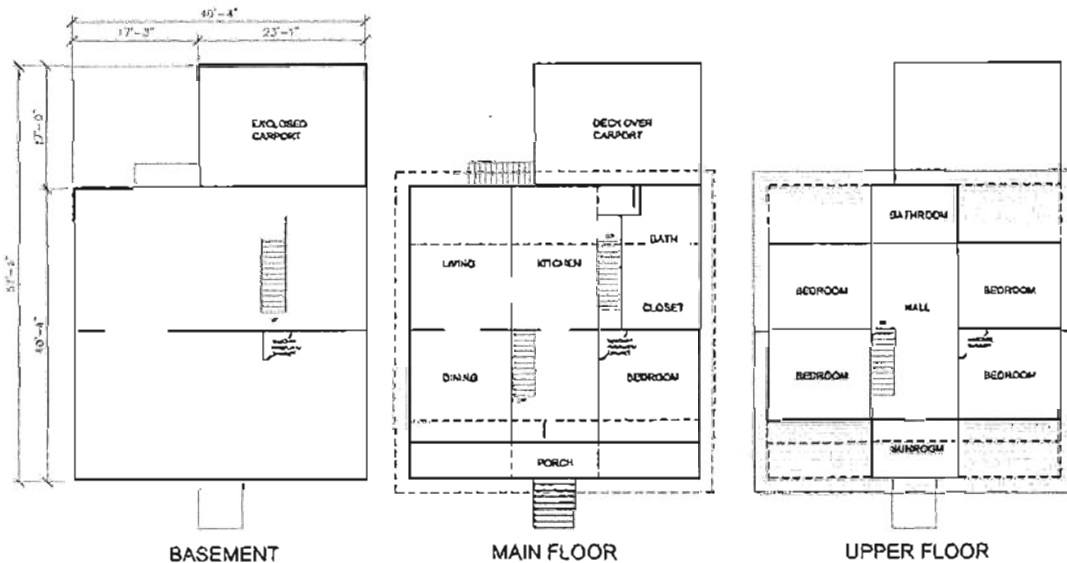 40'-4"
17'-3"
23'-1"
17'-0"
57'-4"
40'-4"
ENCLOSED
CARPORT
BASEMENT
DECK OVER
CARPORT
LIVING
KITCHEN
BATH
CLOSET
DINING
BEDROOM
PORCH
MAIN FLOOR
BATHROOM
BEDROOM
HALL
BEDROOM
BEDROOM
BEDROOM
SUNROOM
UPPER FLOOR